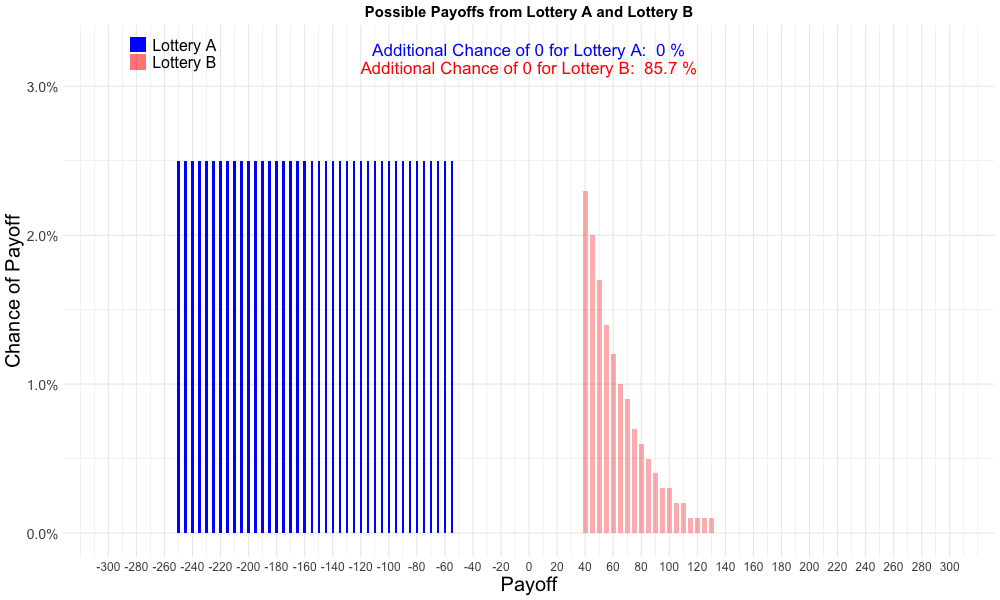 Possible Payoffs from Lottery A and Lottery B
Lottery A
Lottery B
Additional Chance of 0 for Lottery A:  0 %
Additional Chance of 0 for Lottery B:  85.7 %
Chance of Payoff
3.0%
2.0%
1.0%
0.0%
-300 -280 -260 -240 -220 -200 -180 -160 -140 -120 -100 -80 -60 -40 -20 0 20 40 60 80 100 120 140 160 180 200 220 240 260 280 300
Payoff